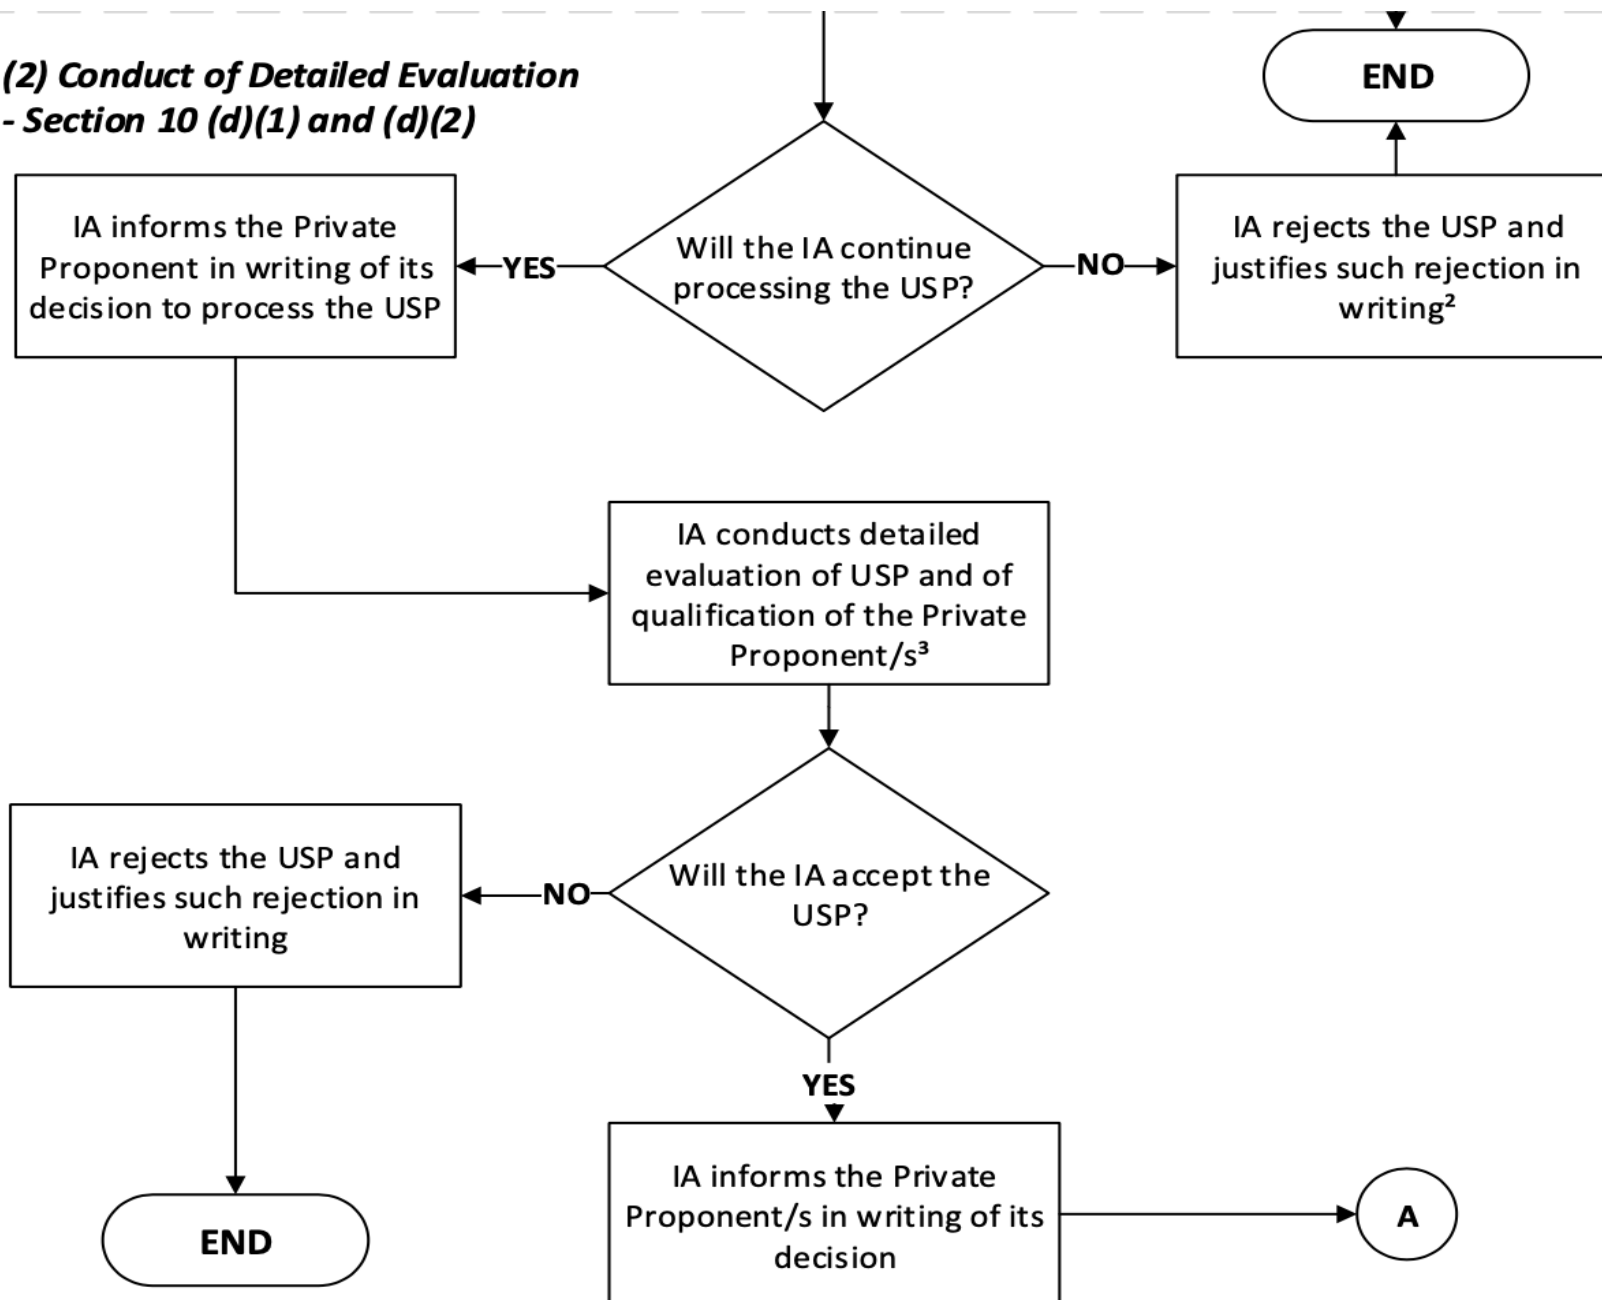 (2) Conduct of Detailed Evaluation
- Section 10 (d)(1) and (d)(2)
END
IA informs the Private
Proponent in writing of its
decision to process the USP
YES
Will the IA continue
processing the USP?
NO
IA rejects the USP and
justifies such rejection in
writing²
IA conducts detailed
evaluation of USP and of
qualification of the Private
Proponent/s³
IA rejects the USP and
justifies such rejection in
writing
NO
Will the IA accept the
USP?
YES
IA informs the Private
Proponent/s in writing of its
decision
A
END